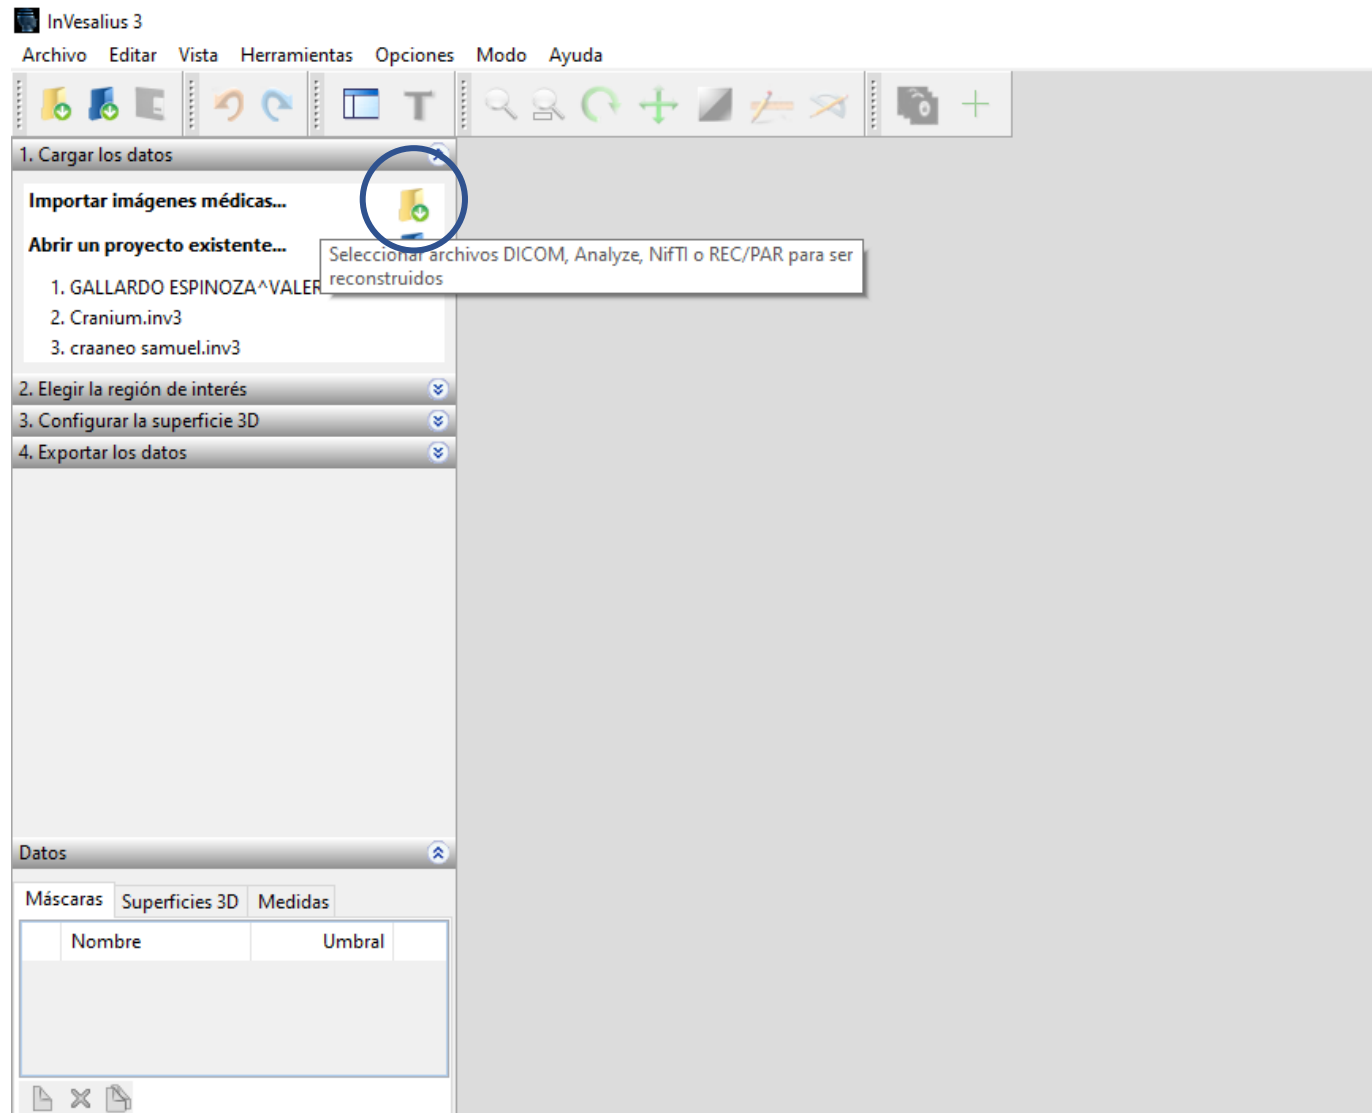 InVesalius 3
Archivo Editar Vista Herramientas Opciones Modo Ayuda
1. Cargar los datos
Importar imágenes médicas...
Abrir un proyecto existente...
Seleccionar archivos DICOM, Analyze, NifTI o REC/PAR para ser
reconstruidos
1. GALLARDO ESPINOZA^VALER
2. Cranium.inv3
3. craaneo samuel.inv3
2. Elegir la región de interés
3. Configurar la superficie 3D
4. Exportar los datos
Datos
Máscaras Superficies 3D Medidas
Nombre Umbral